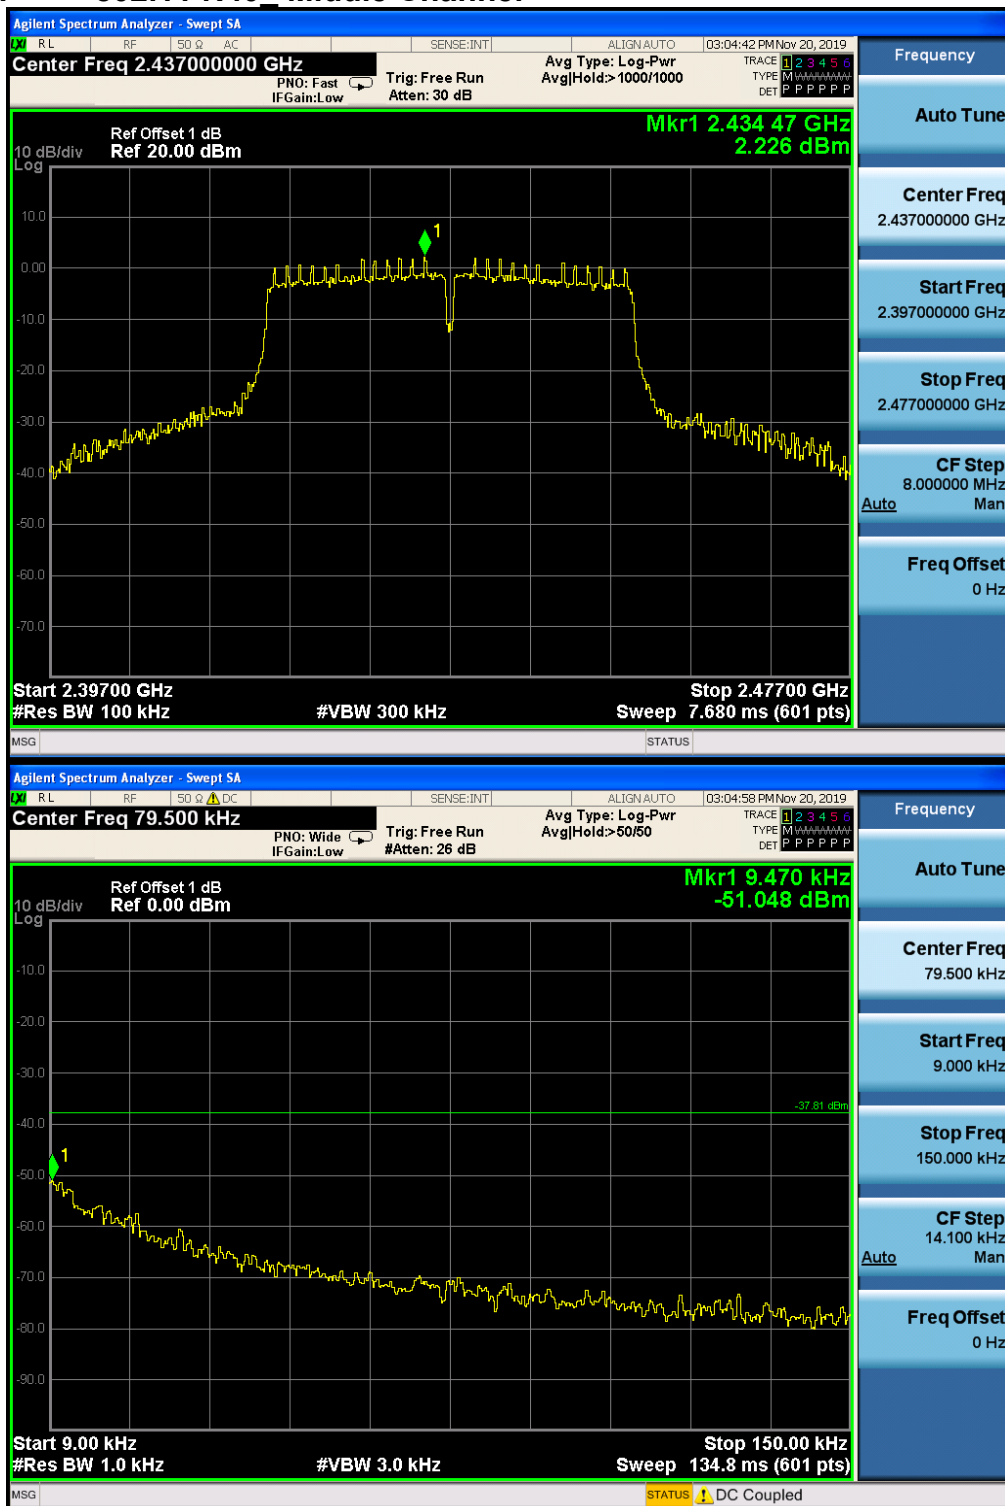 Agilent Spectrum Analyzer - Swept SA
LXI RL RF 50 Ω AC SENSE:INT ALIGN AUTO 03:04:42 PM Nov 20, 2019
Center Freq 2.437000000 GHz
PNO: Fast
IFGain:Low
Trig: Free Run
Atten: 30 dB
Avg Type: Log-Pwr
Avg|Hold:>1000/1000
TRACE 1 2 3 4 5 6
TYPE M WWWWW
DET P P P P P P
Mkr1 2.434 47 GHz
2.226 dBm
Ref Offset 1 dB
10 dB/div Ref 20.00 dBm
Log
10.0
1
0.00
-10.0
-20.0
-30.0
-40.0
-50.0
-60.0
-70.0
Start 2.39700 GHz Stop 2.47700 GHz
#Res BW 100 kHz #VBW 300 kHz Sweep 7.680 ms (601 pts)
MSG STATUS
Frequency
Auto Tune
Center Freq
2.437000000 GHz
Start Freq
2.397000000 GHz
Stop Freq
2.477000000 GHz
CF Step
8.000000 MHz
Auto Man
Freq Offset
0 Hz
Agilent Spectrum Analyzer - Swept SA
LXI RL RF 50 Ω DC SENSE:INT ALIGN AUTO 03:04:58 PM Nov 20, 2019
Center Freq 79.500 kHz
PNO: Wide
IFGain:Low
Trig: Free Run
#Atten: 26 dB
Avg Type: Log-Pwr
Avg|Hold:>50/50
TRACE 1 2 3 4 5 6
TYPE M WWWWW
DET P P P P P P
Mkr1 9.470 kHz
-51.048 dBm
Ref Offset 1 dB
10 dB/div Ref 0.00 dBm
Log
-10.0
-20.0
-30.0
-37.81 dBm
-40.0
1
-50.0
-60.0
-70.0
-80.0
-90.0
Start 9.00 kHz Stop 150.00 kHz
#Res BW 1.0 kHz #VBW 3.0 kHz Sweep 134.8 ms (601 pts)
MSG STATUS DC Coupled
Frequency
Auto Tune
Center Freq
79.500 kHz
Start Freq
9.000 kHz
Stop Freq
150.000 kHz
CF Step
14.100 kHz
Auto Man
Freq Offset
0 Hz